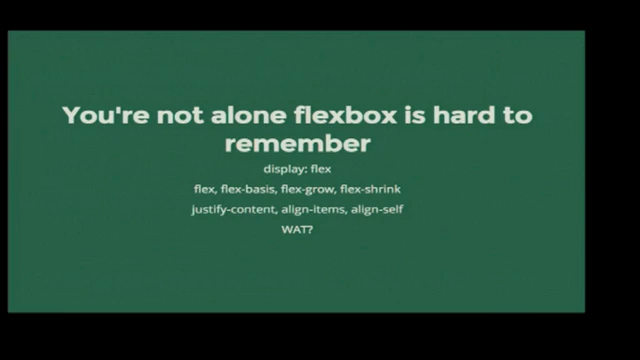 You're not alone flexbox is hard to
remember
display: flex
flex, flex-basis, flex-grow, flex-shrink
justify-content, align-items, align-self
WAT?